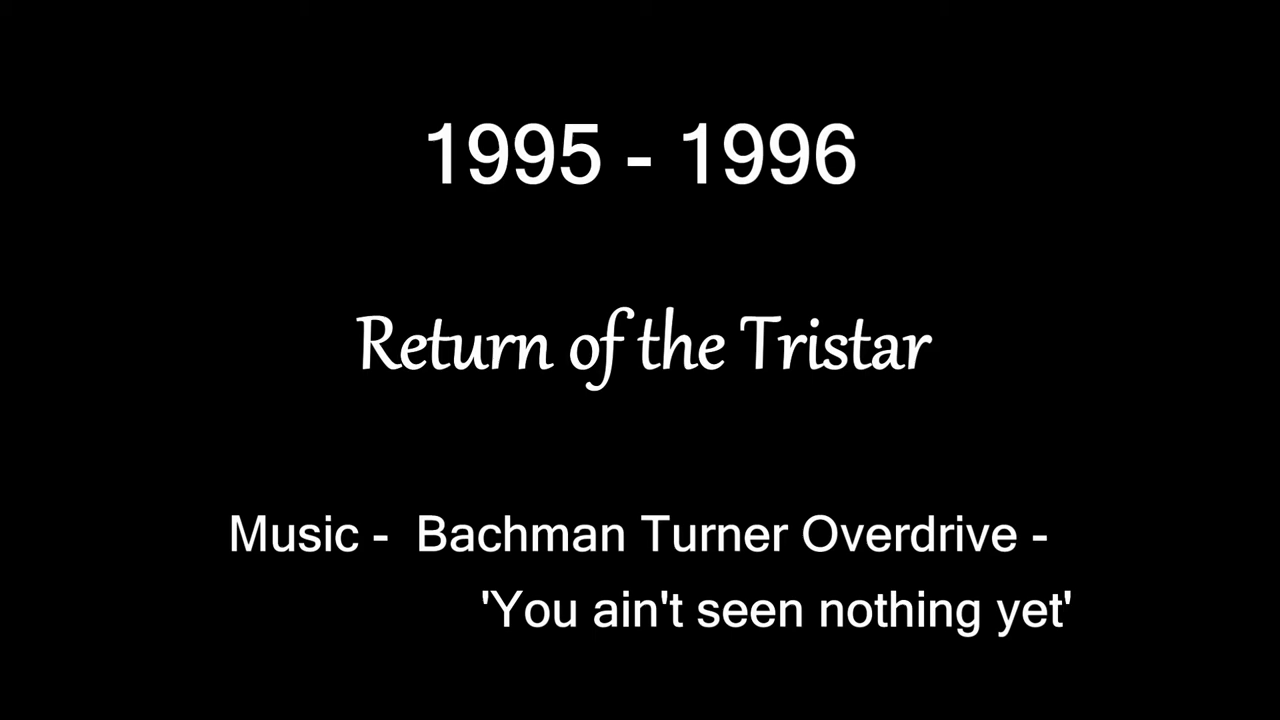 1995 - 1996
Return of the Tristar
Music - Bachman Turner Overdrive -
'You ain't seen nothing yet'